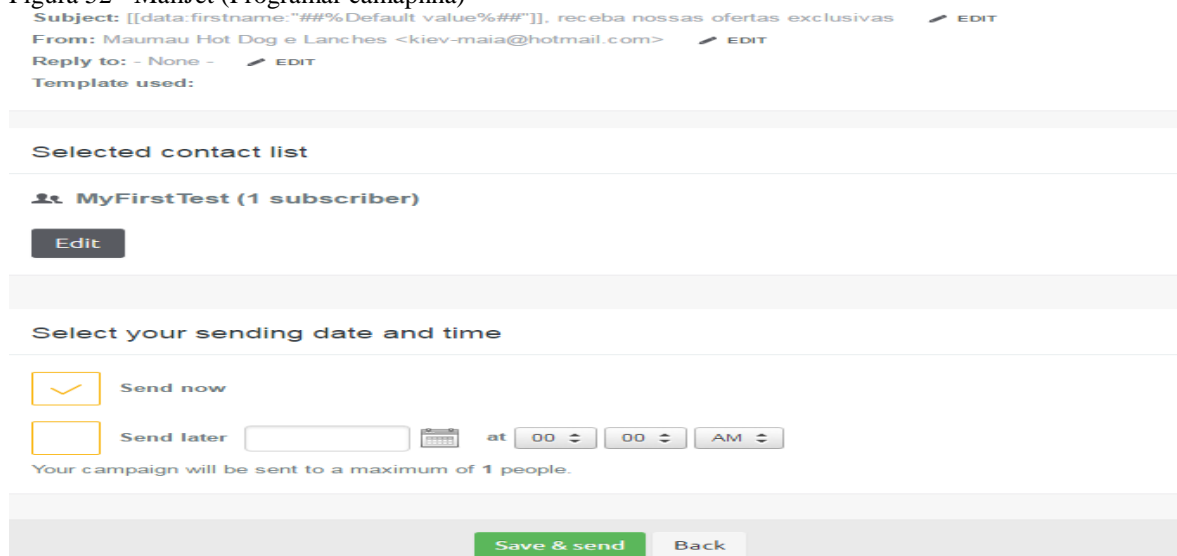 Figura - MailJet (Programar
Subject: [[data:firstname:"##%Default value%##"]], receba nossas ofertas exclusivas EDIT
From: Maumau Hot Dog e Lanches <kiev-maia@hotmail.com> EDIT
Reply to: - None - EDIT
Template used:
Selected contact list
MyFirstTest (1 subscriber)
Edit
Select your sending date and time
Send now
Send later at 00 00 AM
Your campaign will be sent to a maximum of 1 people.
Save & send Back